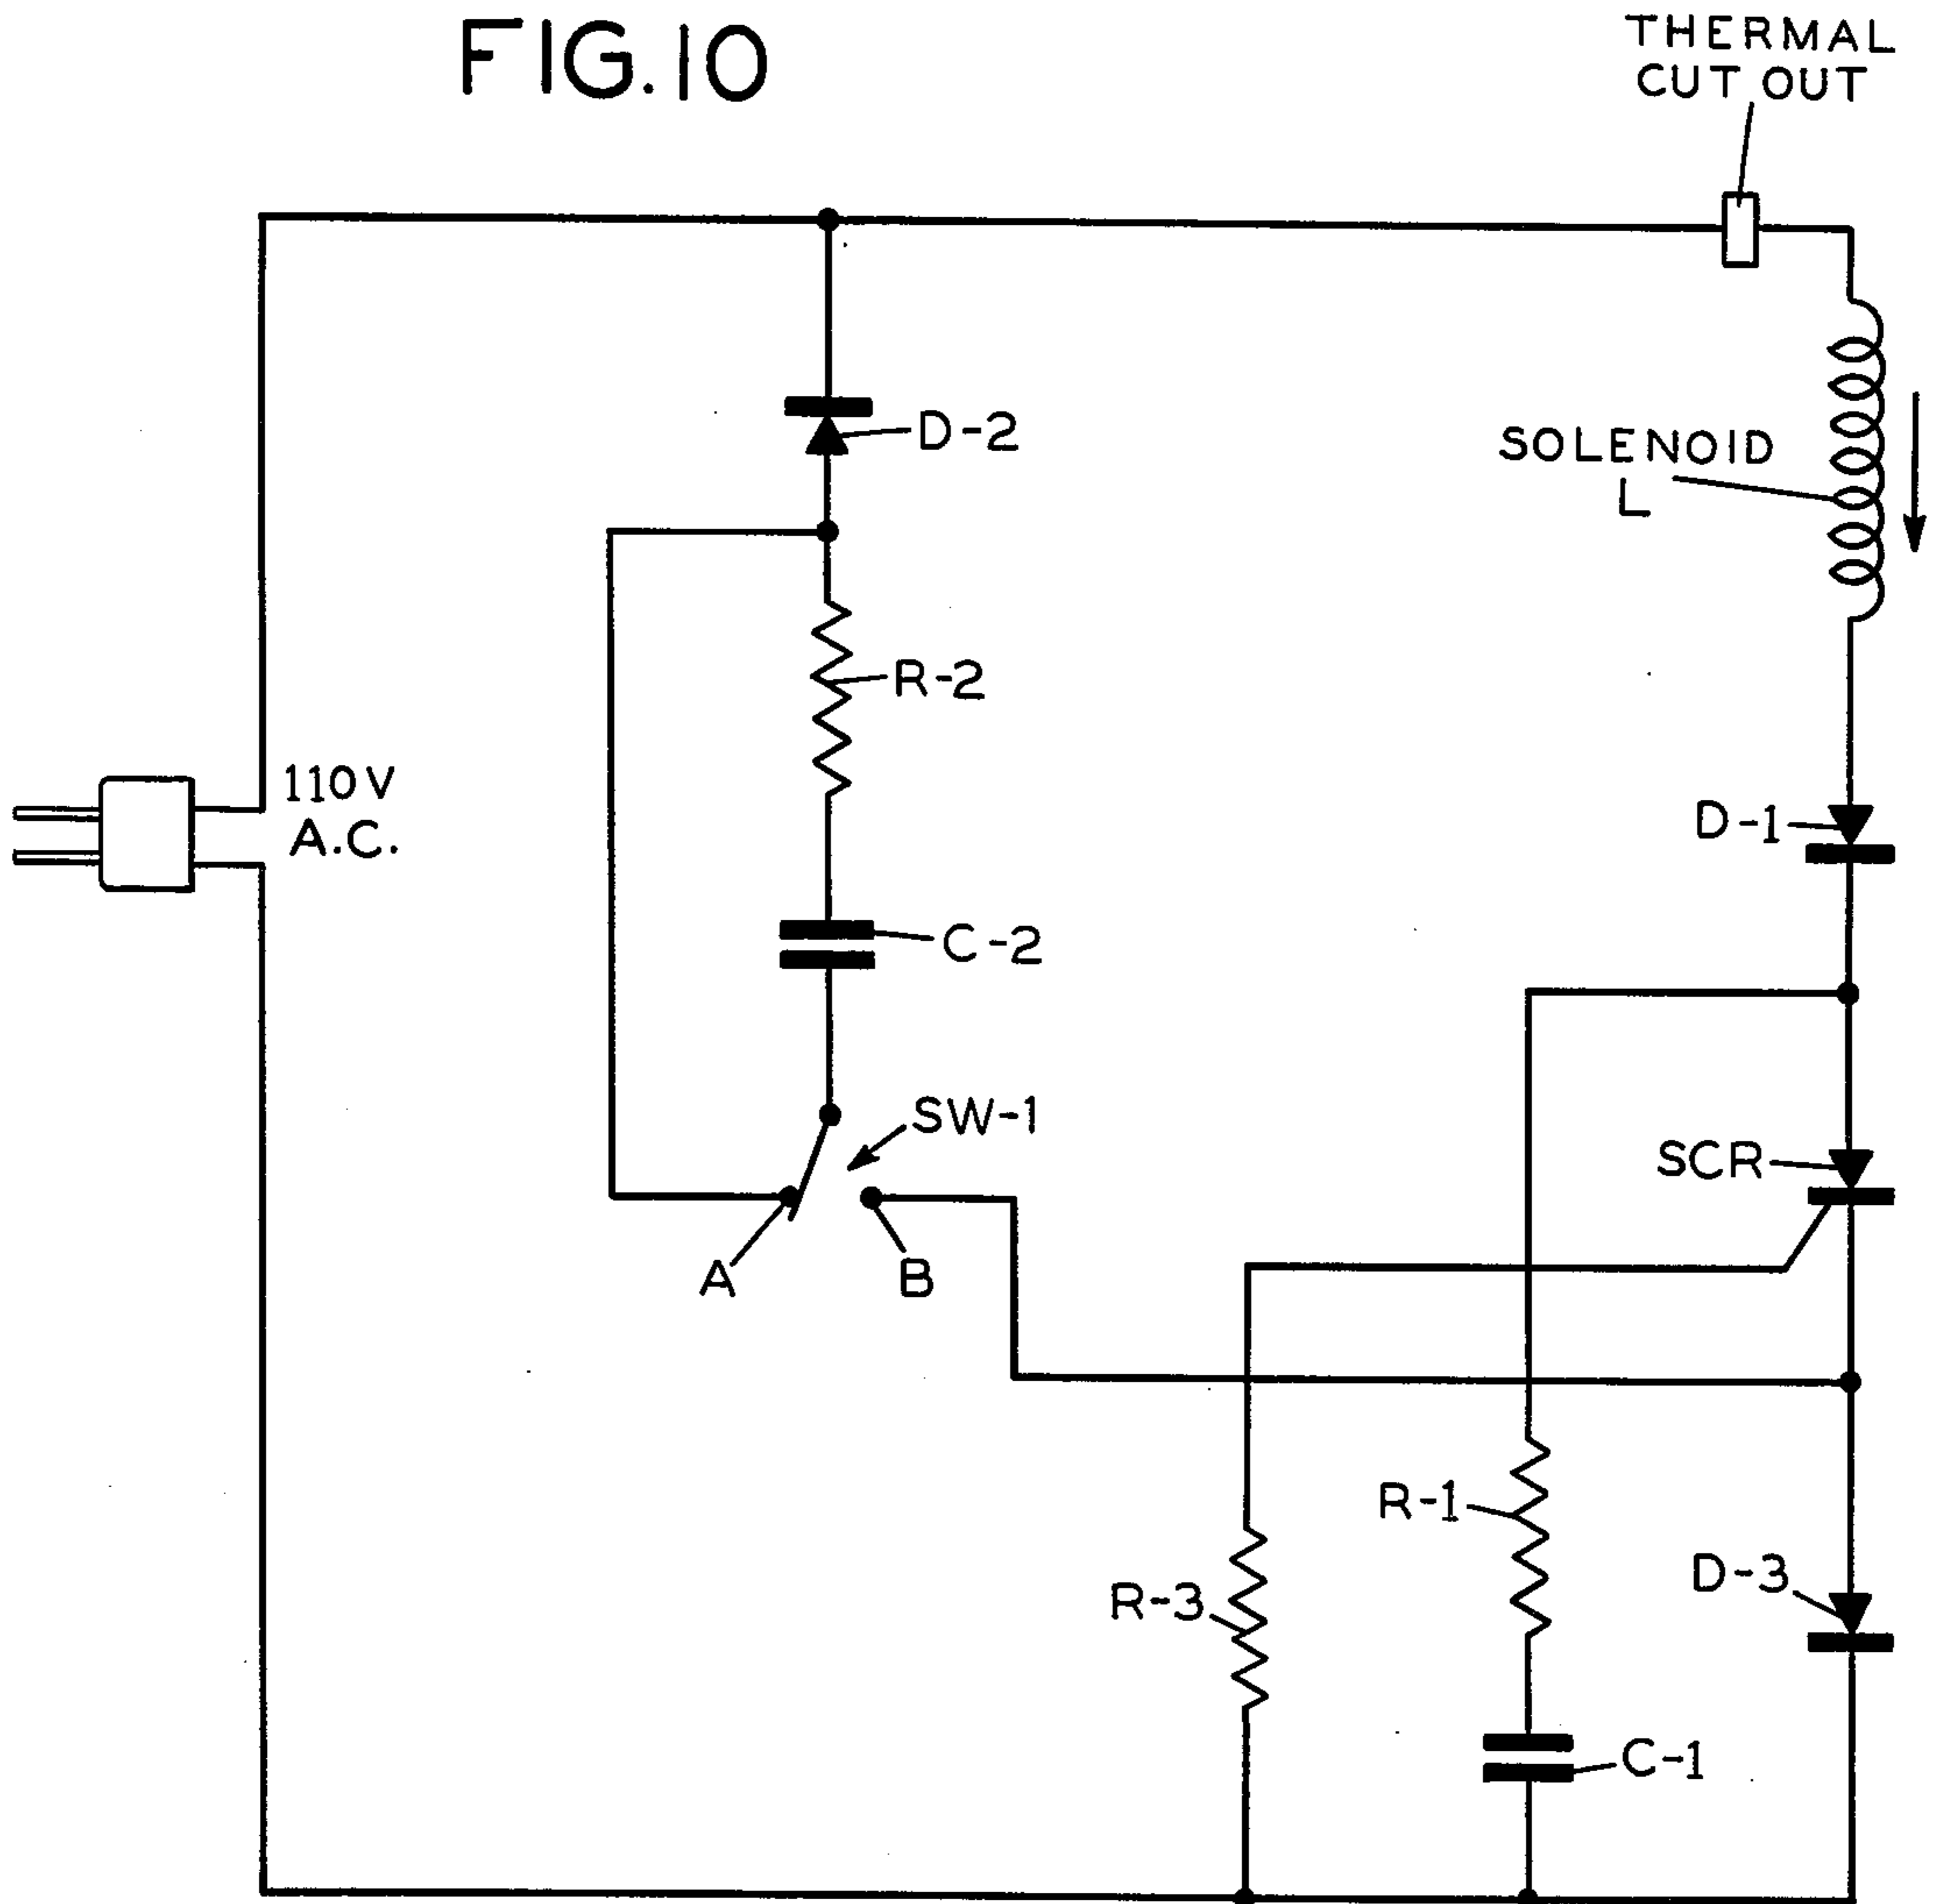 FIG.10
THERMAL
CUT OUT
D-2
SOLENOID
L
R-2
110V
A.C.
D-1
C-2
SW-1
SCR
A
B
R-1
D-3
R-3
C-1